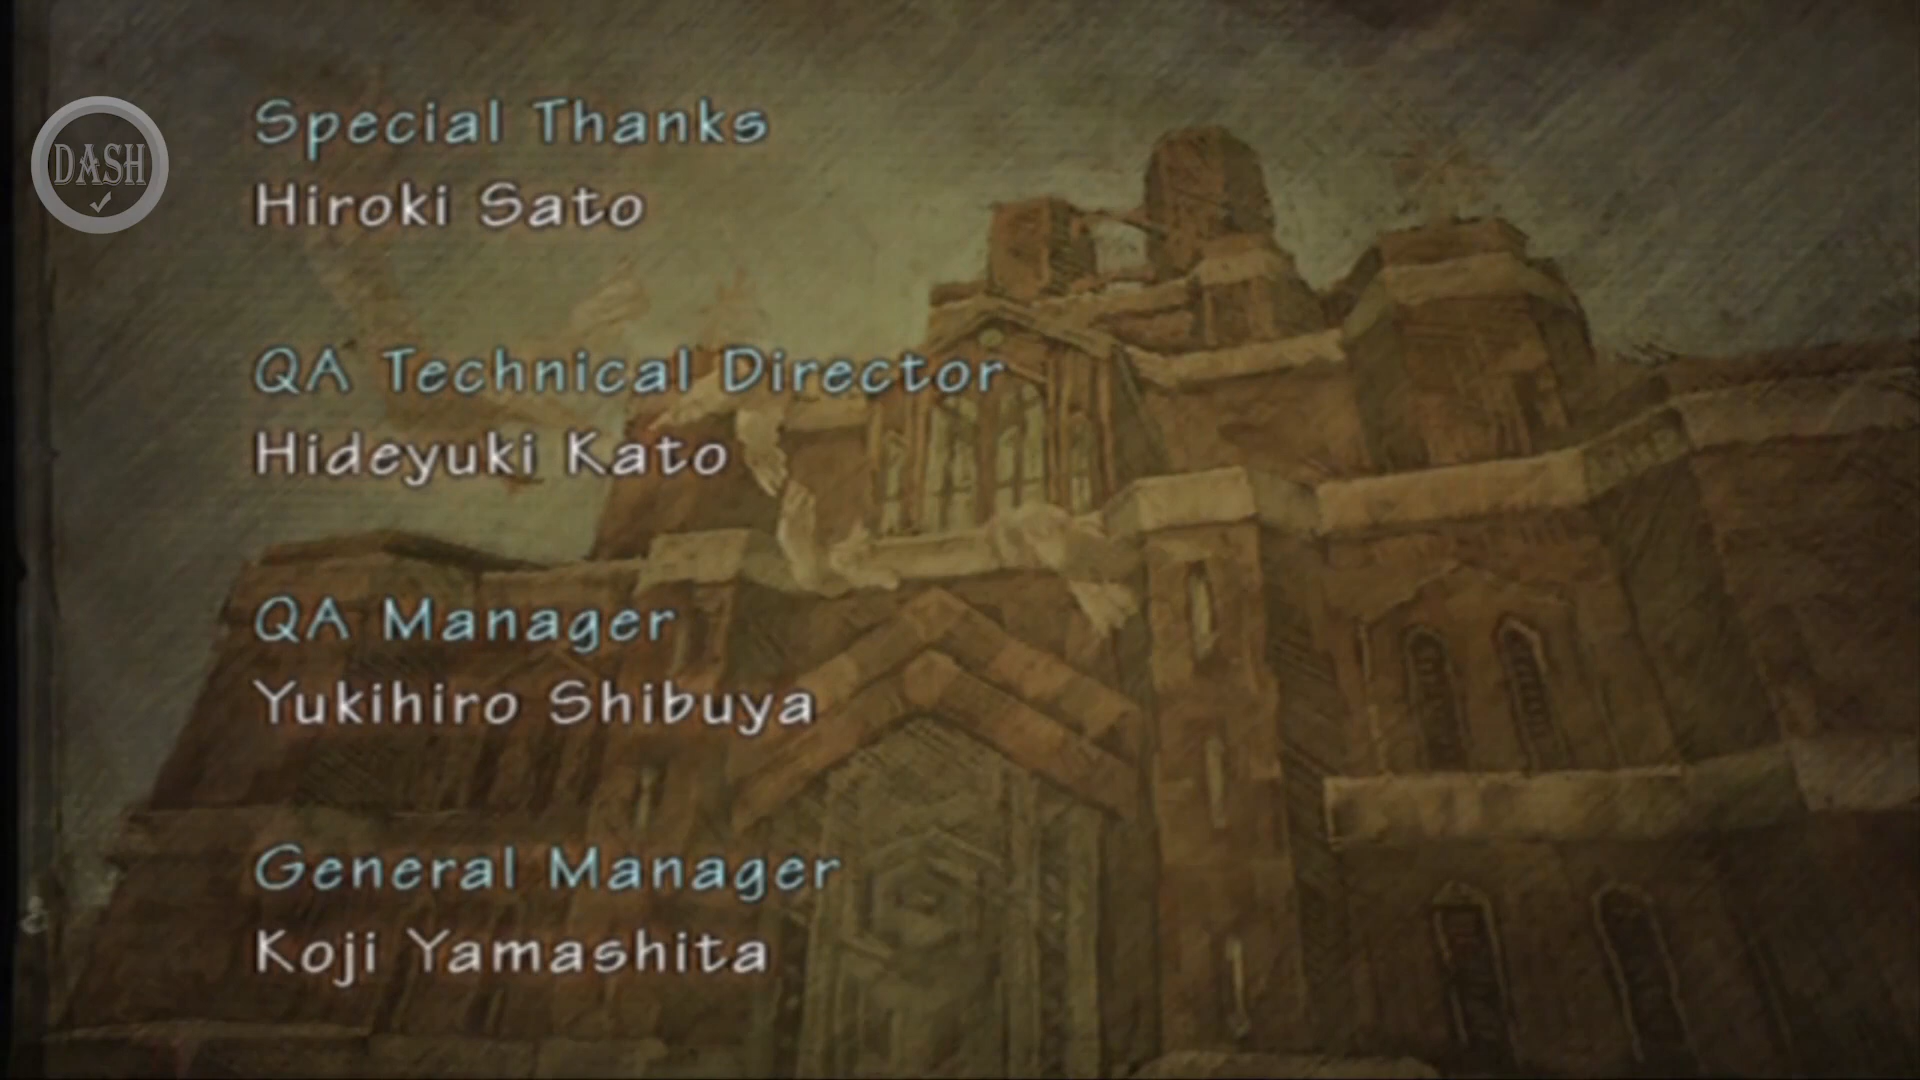 DASH
Special Thanks
Hiroki Sato
QA Technical Director
Hideyuki Kato
QA Manager
Yukihiro Shibuya
General Manager
Koji Yamashita